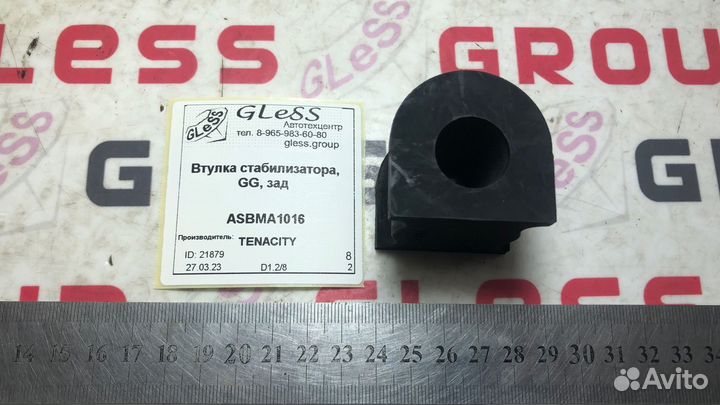 GLeSS GROUP
GLeSS
GLeSS
GLeSS
Автотехцентр
тел. 8-965-983-60-80
gless.group
Втулка стабилизатора,
GG, зад
ASBMA1016
Производитель: TENACITY
ID: 21879 8
27.03.23 D1.2/8 2
GROUP
14 15 16 17 18 19 20 21 22 23 24 25 26 27 28 29 30 31 32 33
Avito